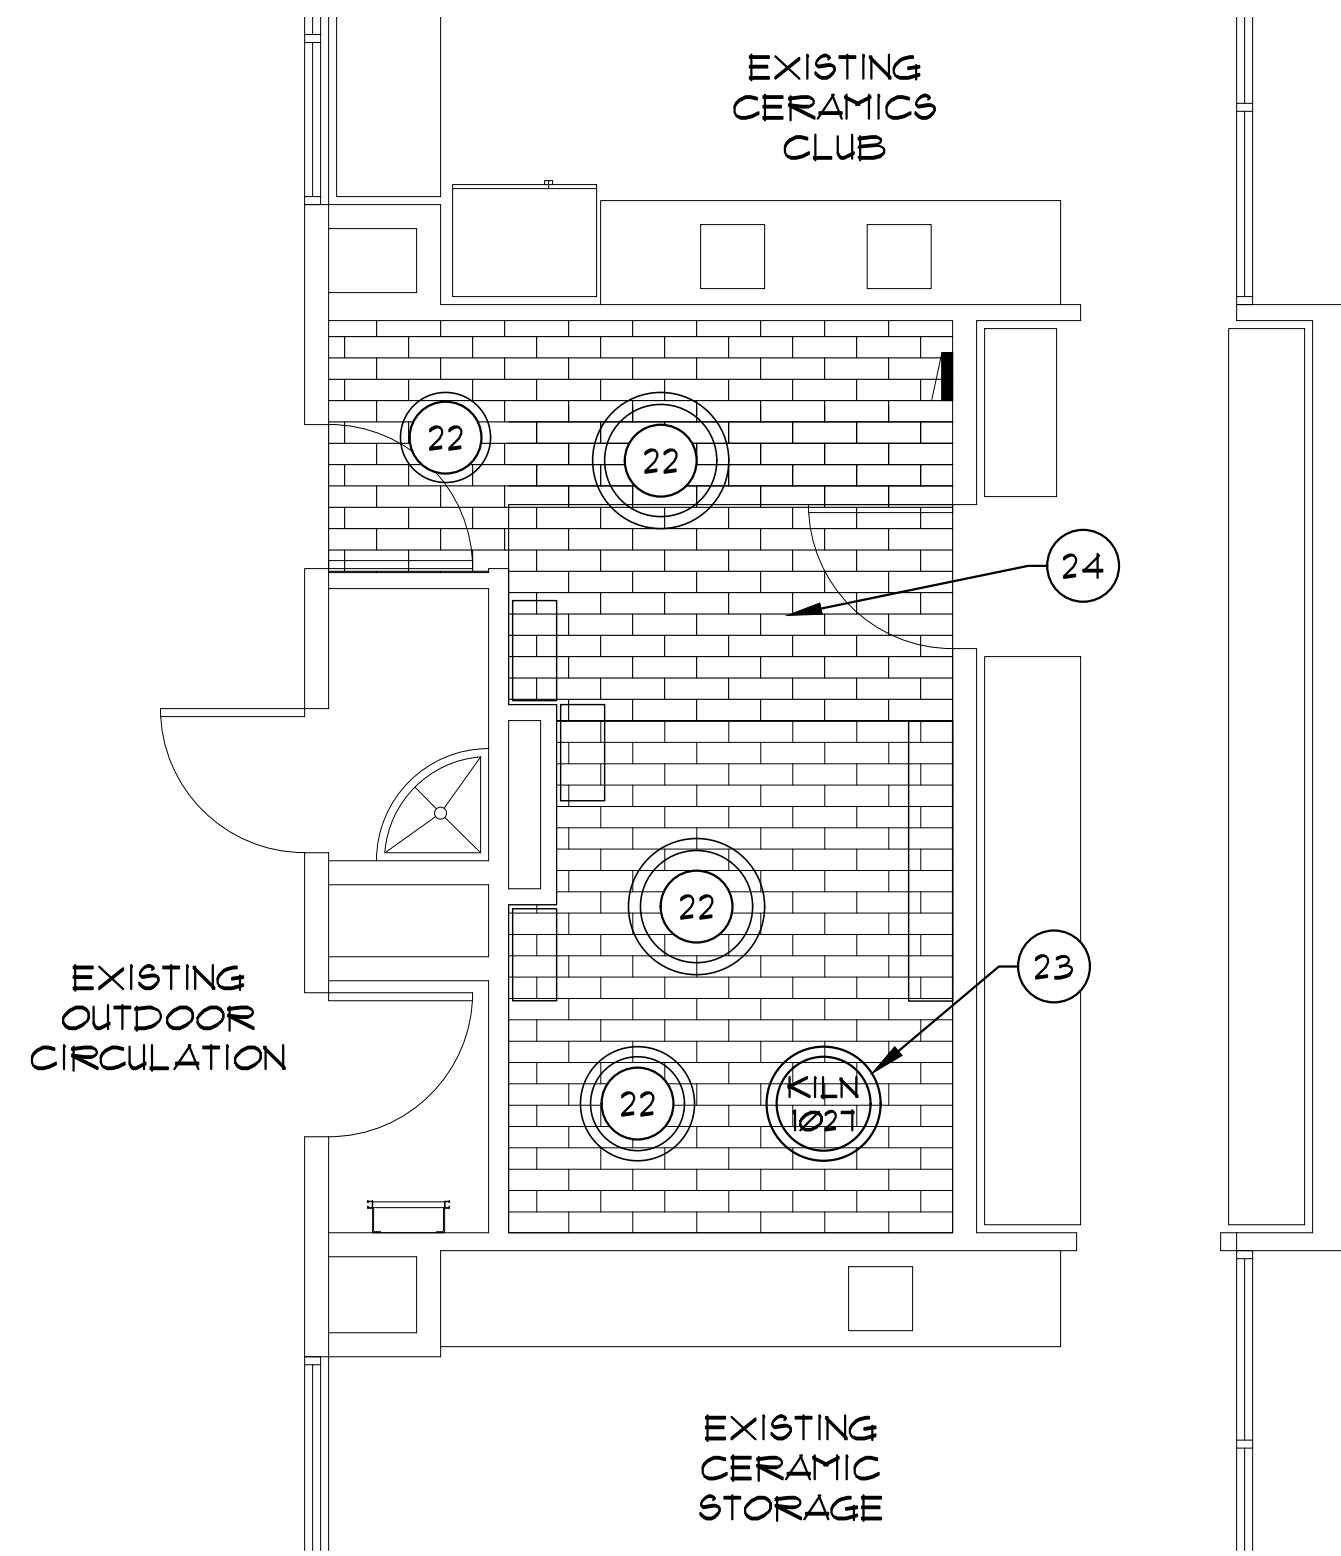 EXISTING
CERAMICS
CLUB
22
22
24
22
EXISTING
OUTDOOR
CIRCULATION
23
22
KILN
1027
EXISTING
CERAMIC
STORAGE